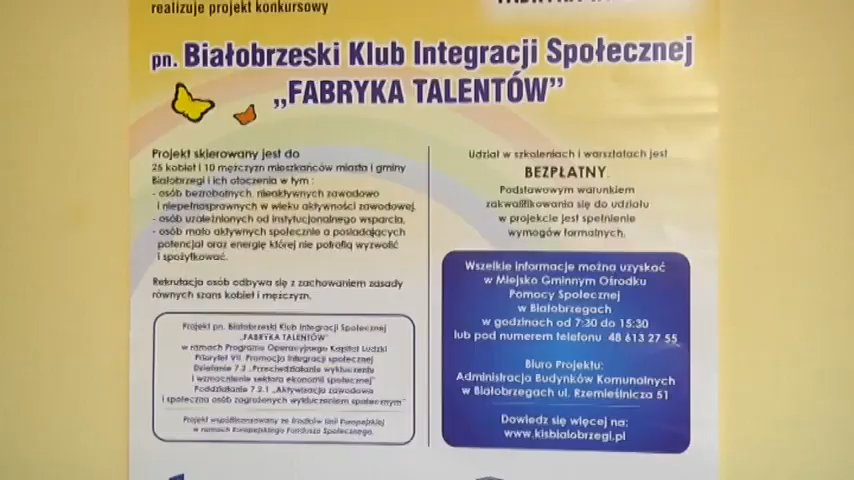 realizuje projekt konkursowy
pn. Białobrzeski Klub Integracji Społecznej
„FABRYKA TALENTÓW”
Projekt skierowany jest do
25 kobiet i 10 mężczyzn mieszkańców miasta i gminy
Białobrzegi i ich otoczenia w tym :
- osób bezrobotnych, nieaktywnych zawodowo
i niepełnosprawnych w wieku aktywności zawodowej,
- osób uzależnionych od instytucjonalnego wsparcia,
- osób mało aktywnych społecznie a posiadających
potencjał oraz energię której nie potrafią wyzwolić
i spożytkować.
Rekrutacja osób odbywa się z zachowaniem zasady
równych szans kobiet i mężczyzn.
Projekt pn. Białobrzeski Klub Integracji Społecznej
„FABRYKA TALENTÓW”
w ramach Programu Operacyjnego Kapitał Ludzki
Priorytet VII. Promocja integracji społecznej
Działanie 7.2 „Przeciwdziałanie wykluczeniu
i wzmocnienie sektora ekonomii społecznej”
Poddziałanie 7.2.1 „Aktywizacja zawodowa
i społeczna osób zagrożonych wykluczeniem społecznym”
Projekt współfinansowany ze środków Unii Europejskiej
w ramach Europejskiego Funduszu Społecznego.
Udział w szkoleniach i warsztatach jest
BEZPŁATNY.
Podstawowym warunkiem
zakwalifikowania się do udziału
w projekcie jest spełnienie
wymogów formalnych.
Wszelkie informacje można uzyskać
w Miejsko Gminnym Ośrodku
Pomocy Społecznej
w Białobrzegach
w godzinach od 7:30 do 15:30
lub pod numerem telefonu 48 613 27 55
Biuro Projektu:
Administracja Budynków Komunalnych
w Białobrzegach ul. Rzemieślnicza 51
Dowiedz się więcej na:
www.kisbialobrzegi.pl